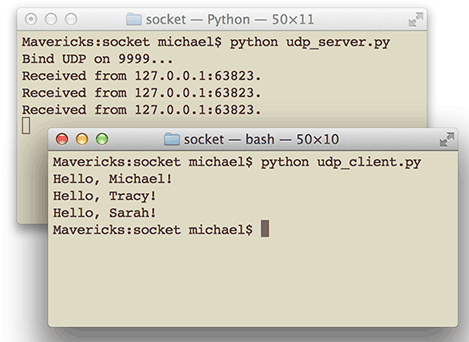 socket — Python — 50×11
Mavericks:socket michael$ python udp_server.py
Bind UDP on 9999...
Received from 127.0.0.1:63823.
Received from 127.0.0.1:63823.
Received from 127.0.0.1:63823.
socket — bash — 50×10
Mavericks:socket michael$ python udp_client.py
Hello, Michael!
Hello, Tracy!
Hello, Sarah!
Mavericks:socket michael$